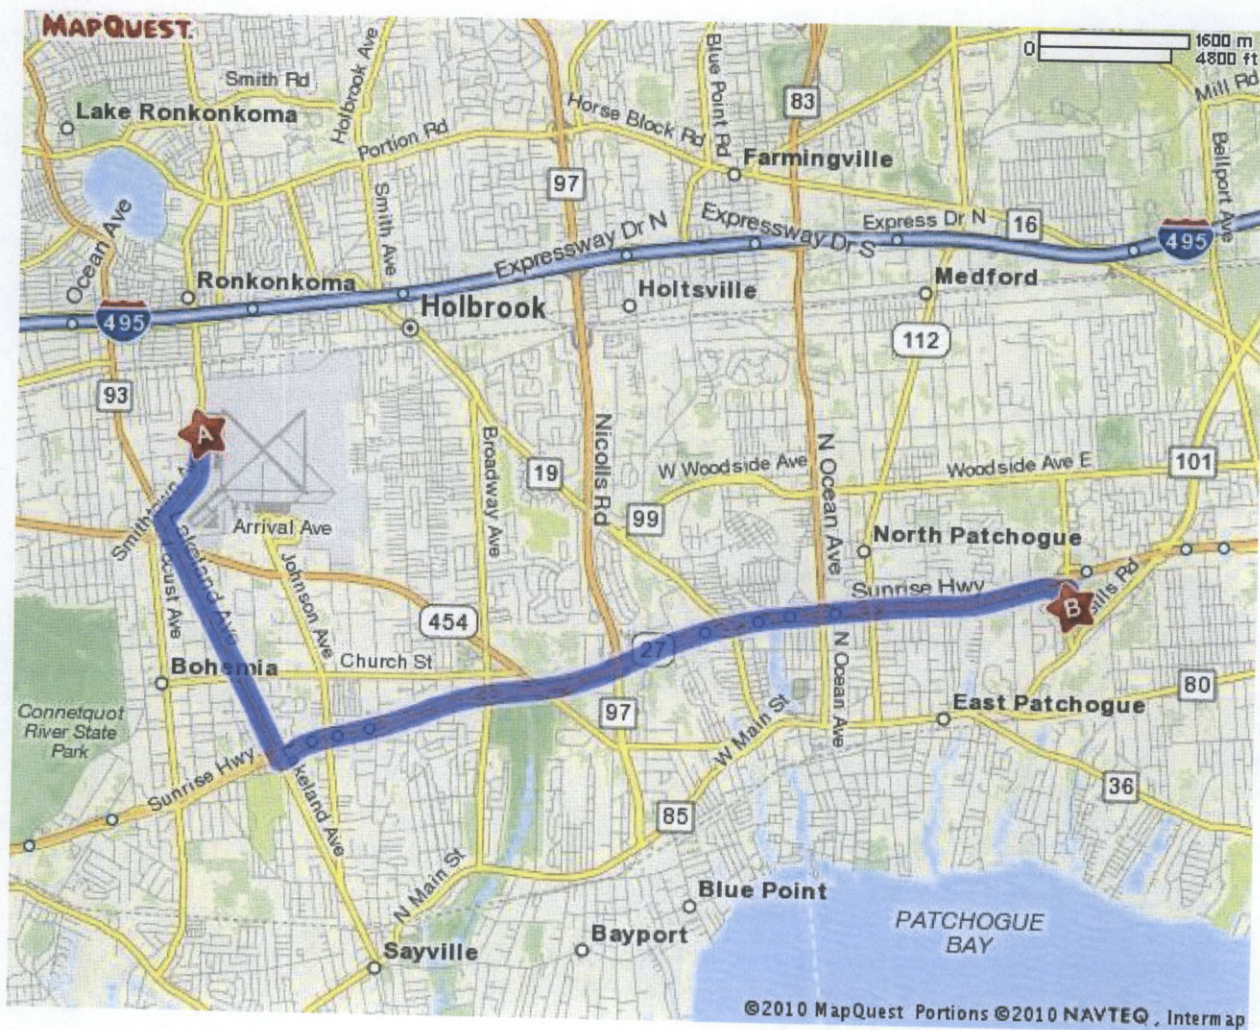 MAPQUEST.
0
1600 m
4800 ft
Smith Rd
Holbrook Ave
Blue Point Rd
83
Mill Rd
Lake Ronkonkoma
Horse Block Rd
Portion Rd
Farmingville
Bellport Ave
97
Smith Ave
Ocean Ave
Expressway Dr N
Expressway Dr S
Express Dr N
16
495
Ronkonkoma
Holtsville
Medford
495
Holbrook
112
93
A
Nicolls Rd
Broadway Ave
N Ocean Ave
W Woodside Ave
Woodside Ave E
101
19
99
Arrival Ave
North Patchogue
Johnson Ave
Sunrise Hwy
B
454
27
N Ocean Ave
Church St
Bohemia
80
Connetquot
River State
Park
97
East Patchogue
W Main St
Sunrise Hwy
36
85
N Main St
Blue Point
PATCHOGUE
BAY
Bayport
Sayville
©2010 MapQuest Portions ©2010 NAVTEQ, Intermap